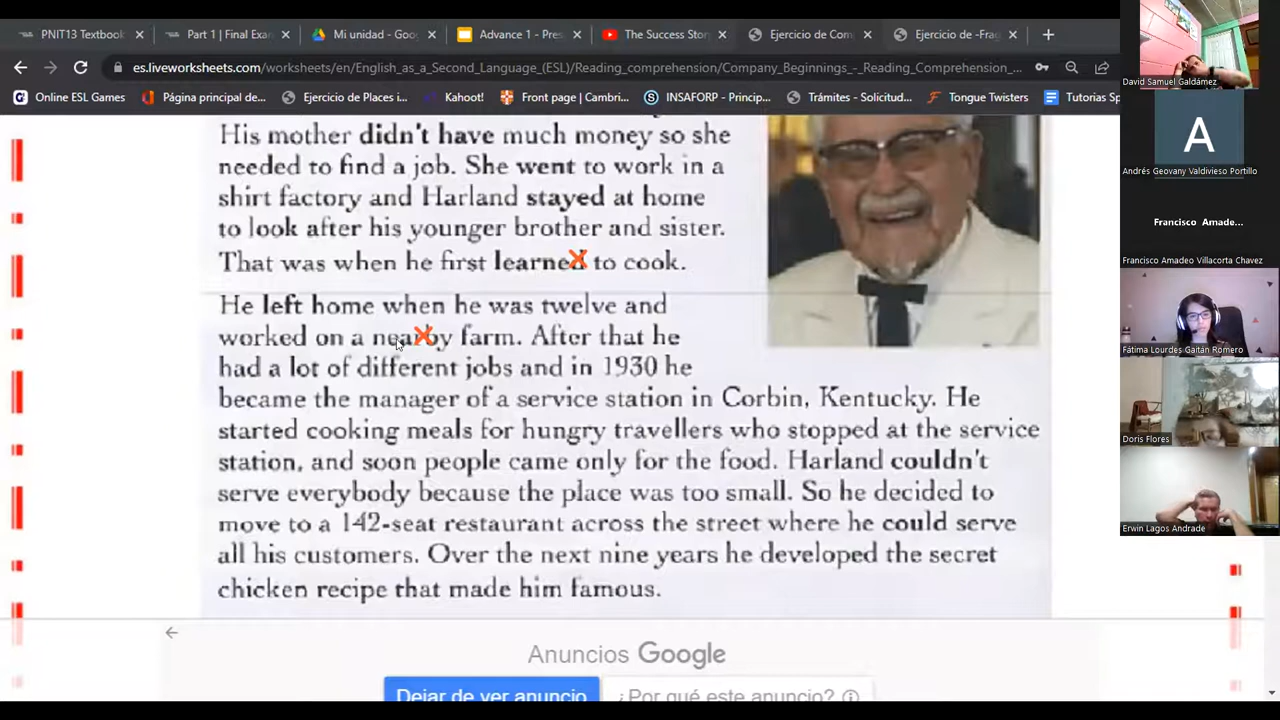 PNIT13 Textbook
Part 1 | Final Exa
Mi unidad - Goo
Advance 1 - Pres
The Success Stor
Ejercicio de Com
Ejercicio de -Frag
es.liveworksheets.com/worksheets/en/English_as_a_Second_Language_(ESL)/Reading_comprehension/Company_Beginnings_-_Reading_Comprehension_...
Online ESL Games
Página principal de...
Ejercicio de Places i...
Kahoot!
Front page | Cambri...
INSAFORP - Princip...
Trámites - Solicitud...
Tongue Twisters
Tutorias Sp
His mother didn't have much money so she
needed to find a job. She went to work in a
shirt factory and Harland stayed at home
to look after his younger brother and sister.
That was when he first learned to cook.
He left home when he was twelve and
worked on a nearby farm. After that he
had a lot of different jobs and in 1930 he
became the manager of a service station in Corbin, Kentucky. He
started cooking meals for hungry travellers who stopped at the service
station, and soon people came only for the food. Harland couldn't
serve everybody because the place was too small. So he decided to
move to a 142-seat restaurant across the street where he could serve
all his customers. Over the next nine years he developed the secret
chicken recipe that made him famous.
Anuncios Google
Dejar de ver anuncio
¿Por qué este anuncio?
David Samuel Galdámez
A
Andrés Geovany Valdivieso Portillo
Francisco Amade...
Francisco Amadeo Villacorta Chavez
Fátima Lourdes Gaitán Romero
Doris Flores
Erwin Lagos Andrade